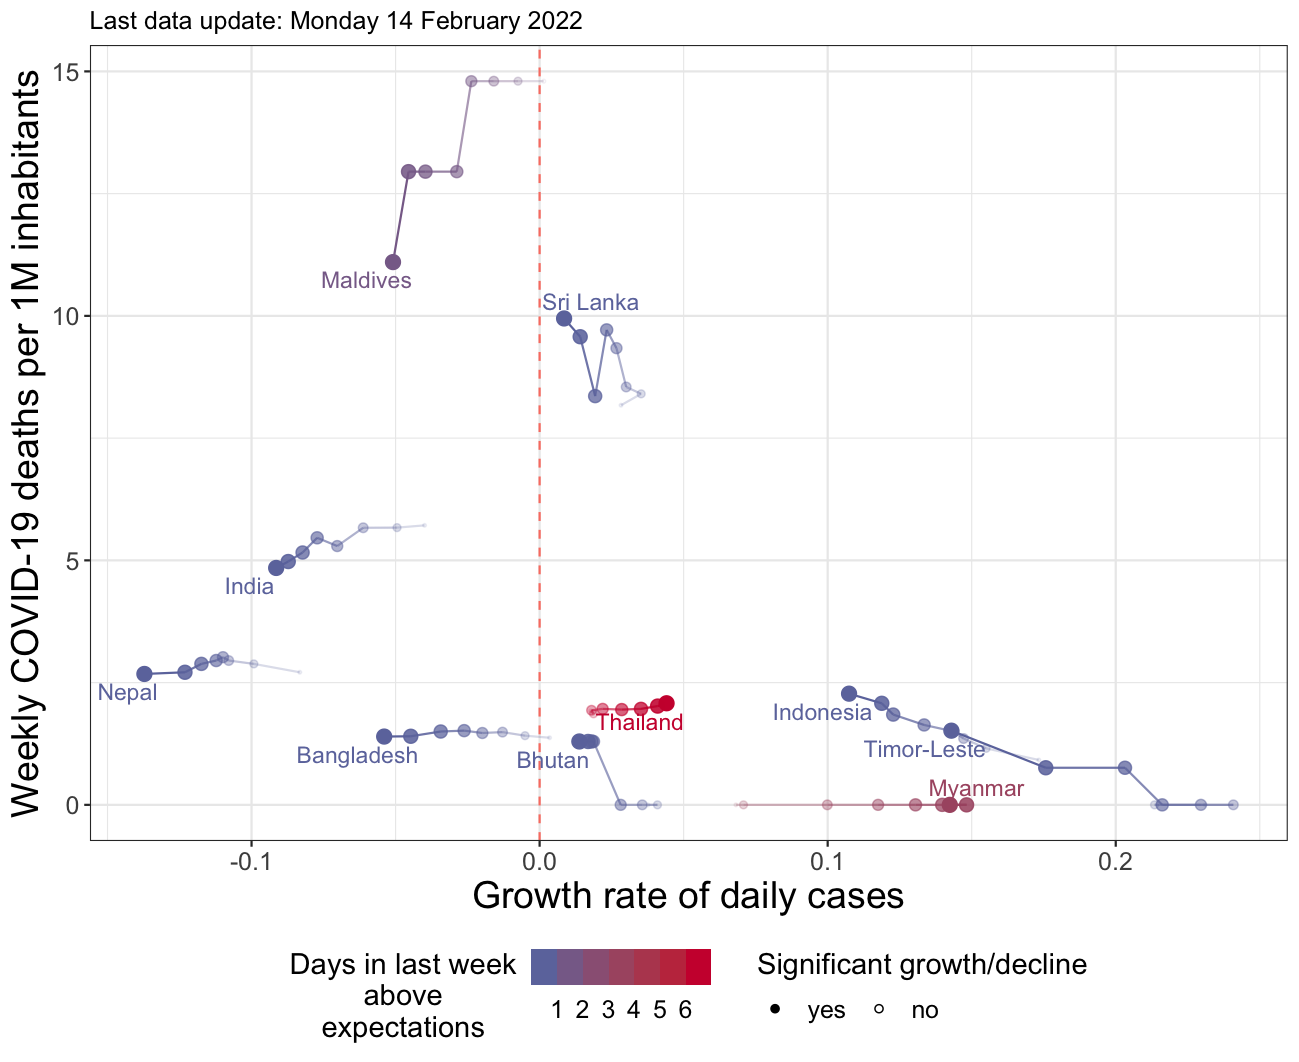 Last data update: Monday 14 February 2022
Weekly COVID-19 deaths per 1M inhabitants
15
10
5
0
Maldives
Sri Lanka
India
Nepal
Thailand
Indonesia
Bangladesh
Bhutan
Timor-Leste
Myanmar
-0.1
0.0
0.1
0.2
Growth rate of daily cases
Days in last week
above
expectations
1 2 3 4 5 6
Significant growth/decline
yes
no